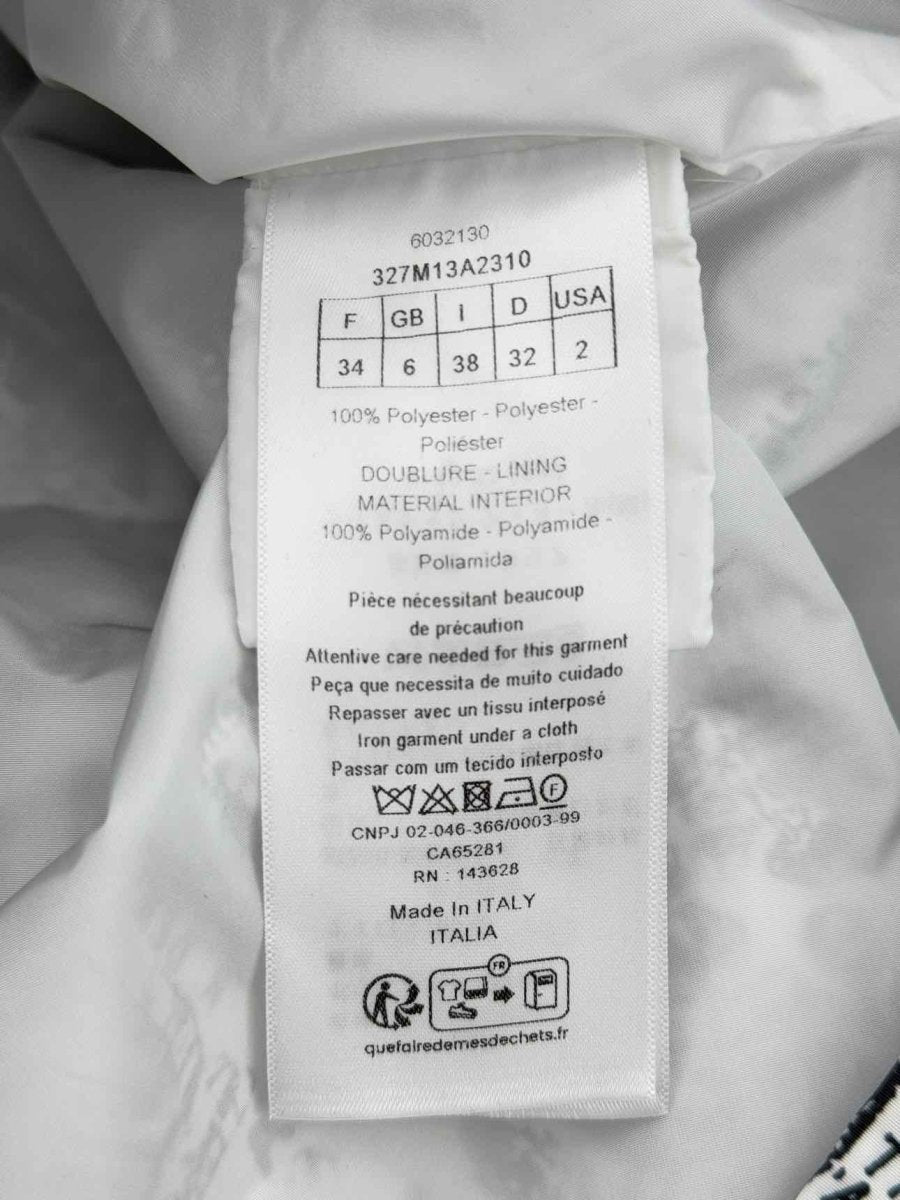 6032130
327M13A2310
F GB I D USA
34 6 38 32 2
100% Polyester - Polyester -
Poliéster
DOUBLURE - LINING
MATERIAL INTERIOR
100% Polyamide - Polyamide -
Poliamida
Pièce nécessitant beaucoup
de précaution
Attentive care needed for this garment
Peça que necessita de muito cuidado
Repasser avec un tissu interposé
Iron garment under a cloth
Passar com um tecido interposto
F
CNPJ 02-046-366/0003-99
CA65281
RN : 143628
Made In ITALY
ITALIA
FR
quefairedemesdechets.fr